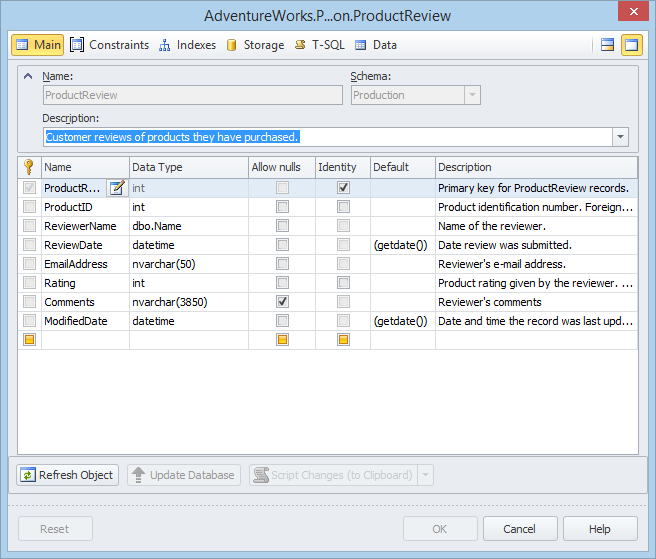 AdventureWorks.P...on.ProductReview
Main Constraints Indexes Storage T-SQL Data
Name: Schema:
ProductReview Production
Description:
Customer reviews of products they have purchased.
Name Data Type Allow nulls Identity Default Description
ProductR... int Primary key for ProductReview records.
ProductID int Product identification number. Foreign...
ReviewerName dbo.Name Name of the reviewer.
ReviewDate datetime (getdate()) Date review was submitted.
EmailAddress nvarchar(50) Reviewer's e-mail address.
Rating int Product rating given by the reviewer. ...
Comments nvarchar(3850) Reviewer's comments
ModifiedDate datetime (getdate()) Date and time the record was last upd...
Refresh Object Update Database Script Changes (to Clipboard)
Reset OK Cancel Help